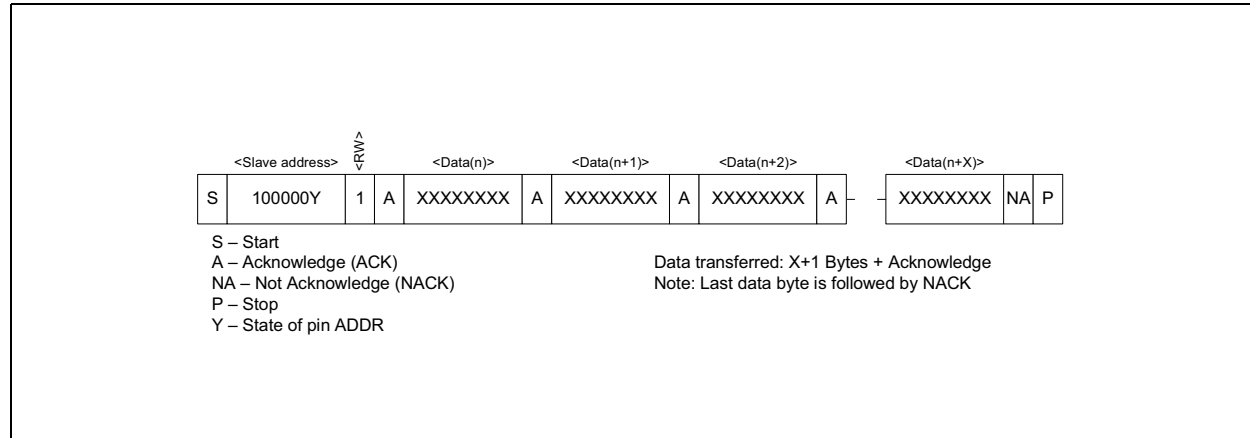 <Slave address> <RW> <Data(n)> <Data(n+1)> <Data(n+2)> <Data(n+X)>
S 100000Y 1 A XXXXXXXX A XXXXXXXX A XXXXXXXX A XXXXXXXX NA P
S – Start
A – Acknowledge (ACK)
NA – Not Acknowledge (NACK)
P – Stop
Y – State of pin ADDR
Data transferred: X+1 Bytes + Acknowledge
Note: Last data byte is followed by NACK